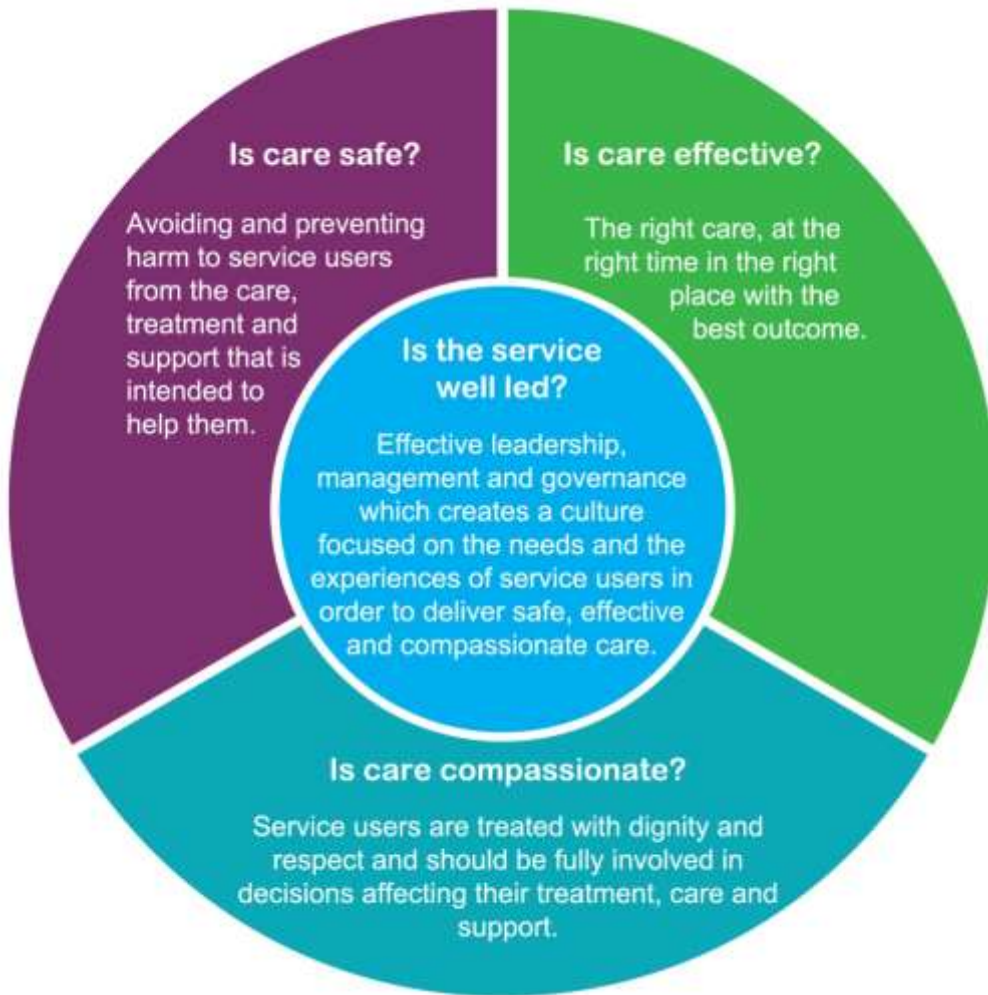 Is care safe?
Avoiding and preventing
harm to service users
from the care,
treatment and
support that is
intended to
help them.
Is care effective?
The right care, at the
right time in the right
place with the
best outcome.
Is the service
well led?
Effective leadership,
management and governance
which creates a culture
focused on the needs and the
experiences of service users in
order to deliver safe, effective
and compassionate care.
Is care compassionate?
Service users are treated with dignity and
respect and should be fully involved in
decisions affecting their treatment, care and
support.